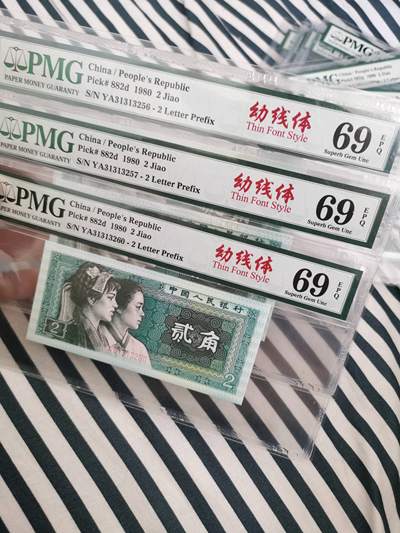 PMG
PAPER MONEY GUARANTY
China / People's Republic
Pick# 882d 1980 2 Jiao
S/N YA31313256 - 2 Letter Prefix
幼线体
Thin Font Style
69
EPQ
Superb Gem Unc
PMG
PAPER MONEY GUARANTY
China / People's Republic
Pick# 882d 1980 2 Jiao
S/N YA31313257 - 2 Letter Prefix
幼线体
Thin Font Style
69
EPQ
Superb Gem Unc
PMG
PAPER MONEY GUARANTY
China / People's Republic
Pick# 882d 1980 2 Jiao
S/N YA31313260 - 2 Letter Prefix
幼线体
Thin Font Style
69
EPQ
Superb Gem Unc
中国人民银行
贰角
2
2